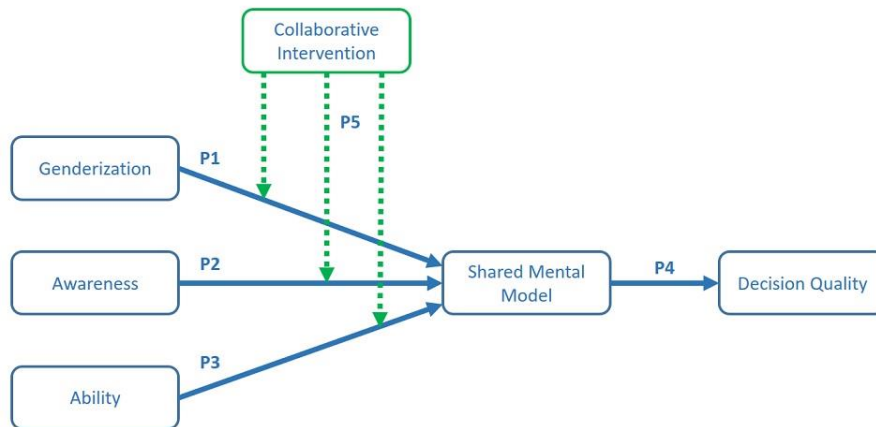 Collaborative
Intervention
P5
P1
Genderization
P2
Awareness
Shared Mental
Model
P4
Decision Quality
P3
Ability